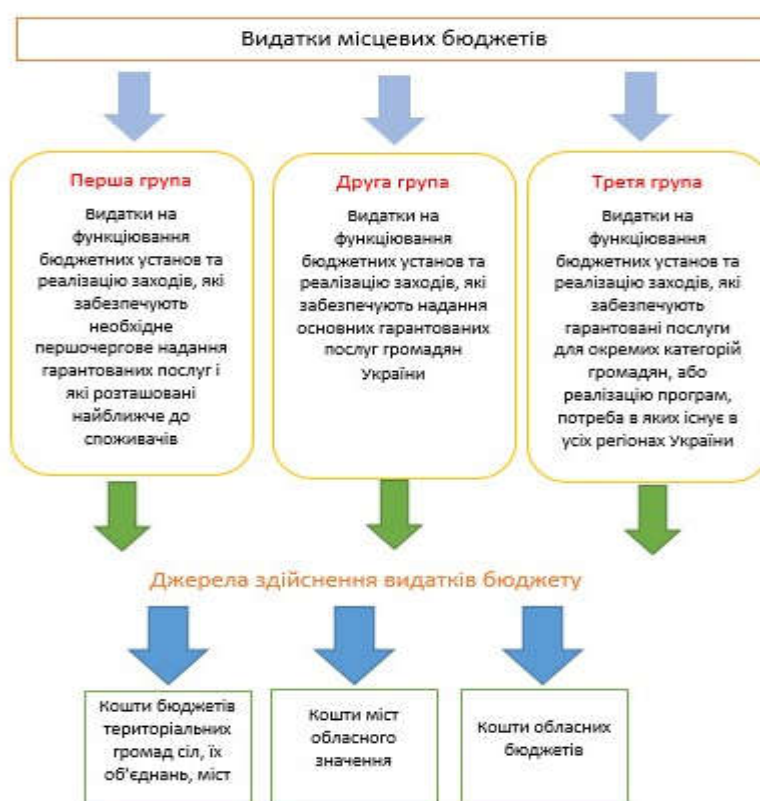 Видатки місцевих бюджетів
Перша група
Видатки на
функціювання
бюджетних установ та
реалізацію заходів, які
забезпечують
необхідне
першочергове надання
гарантованих послуг і
які розташовані
найближче до
споживачів
Друга група
Видатки на
функціювання
бюджетних установ та
реалізацію заходів, які
забезпечують надання
основних гарантованих
послуг громадян
України
Третя група
Видатки на
функціювання
бюджетних установ та
реалізацію заходів, які
забезпечують
гарантовані послуги
для окремих категорій
громадян, або
реалізацію програм,
потреба в яких існує в
усіх регіонах України
Джерела здійснення видатків бюджету
Кошти бюджетів
територіальних
громад сіл, їх
об'єднань, міст
Кошти міст
обласного
значення
Кошти обласних
бюджетів